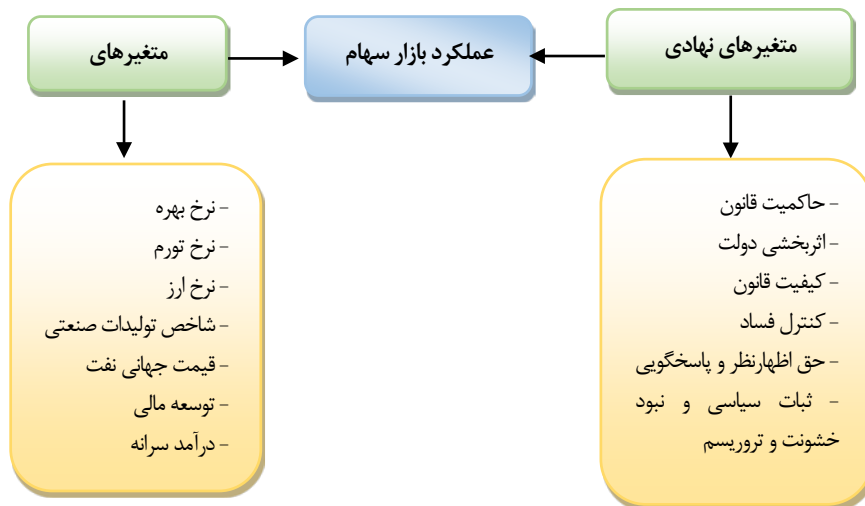 متغیرهای نهادی
عملکرد بازار سهام
متغیرهای
- حاکمیت قانون
- اثربخشی دولت
- کیفیت قانون
- کنترل فساد
- حق اظهارنظر و پاسخگویی
- ثبات سیاسی و نبود
خشونت و تروریسم
- نرخ بهره
- نرخ تورم
- نرخ ارز
- شاخص تولیدات صنعتی
- قیمت جهانی نفت
- توسعه مالی
- درآمد سرانه